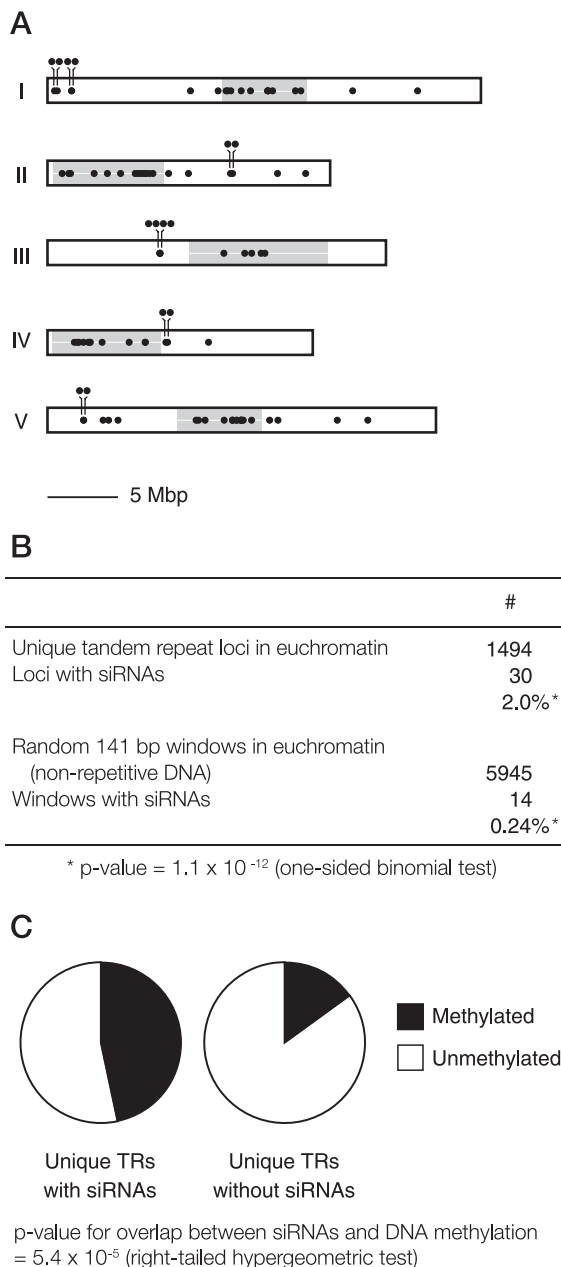 A
I
II
III
IV
V
5 Mbp
B
#
Unique tandem repeat loci in euchromatin 1494
Loci with siRNAs 30
2.0%*
Random 141 bp windows in euchromatin
(non-repetitive DNA) 5945
Windows with siRNAs 14
0.24%*
* p-value = 1.1 x 10 -12 (one-sided binomial test)
C
Methylated
Unmethylated
Unique TRs
with siRNAs
Unique TRs
without siRNAs
p-value for overlap between siRNAs and DNA methylation
= 5.4 x 10-5 (right-tailed hypergeometric test)